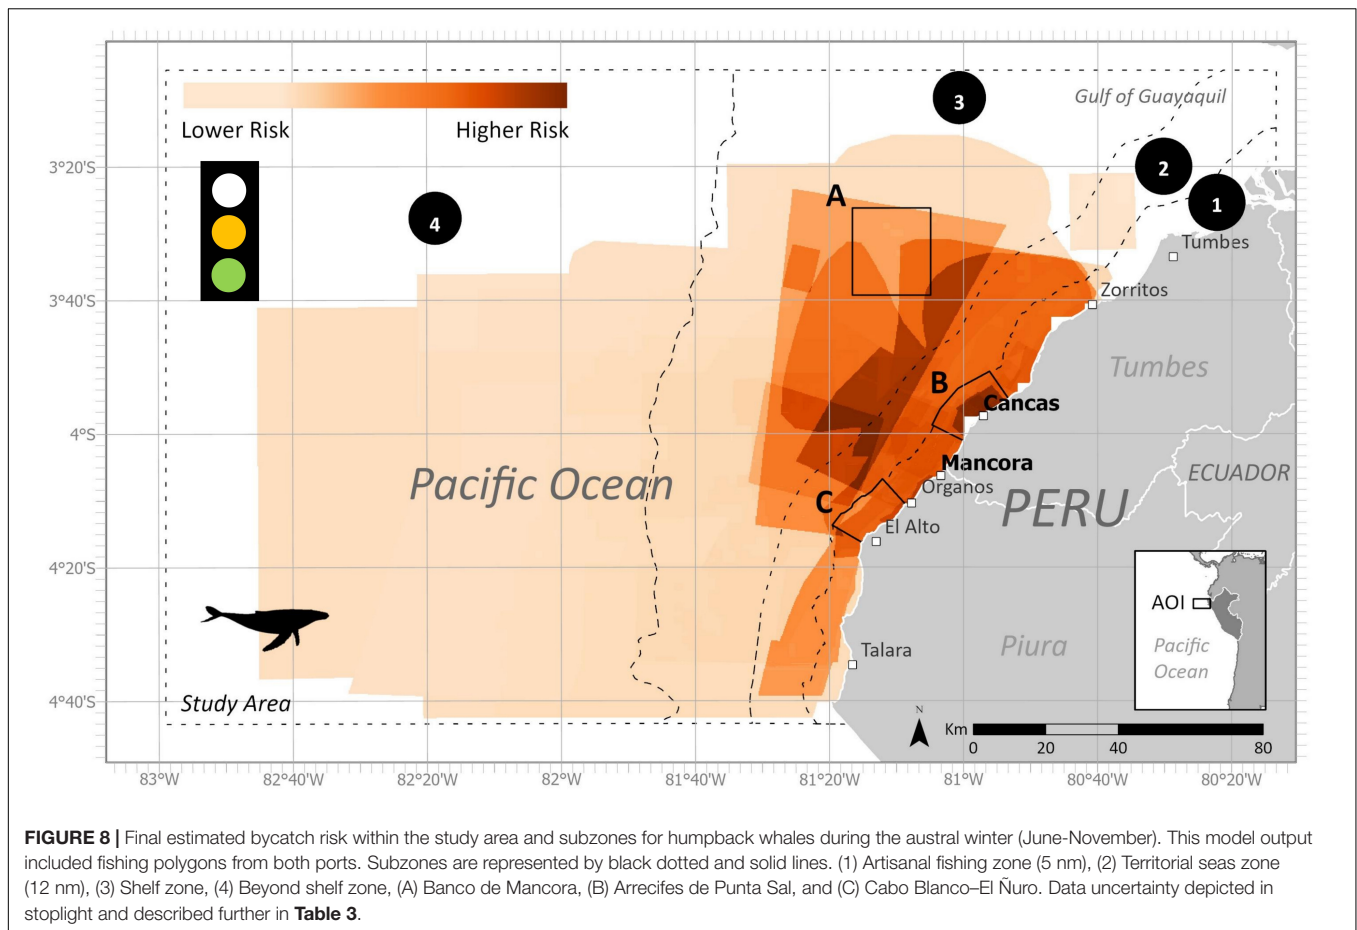 Lower Risk
Higher Risk
3
Gulf of Guayaquil
3°20'S
2
A
4
1
Tumbes
3°40'S
Zorritos
Tumbes
B
Cancas
4°S
Mancora
Pacific Ocean
Organos
ECUADOR
C
PERU
El Alto
4°20'S
AOI
Piura
Pacific
Ocean
Talara
Study Area
4°40'S
N
Km
0 20 40 80
83°W 82°40'W 82°20'W 82°W 81°40'W 81°20'W 81°W 80°40'W 80°20'W
FIGURE 8 | Final estimated bycatch risk within the study area and subzones for humpback whales during the austral winter (June-November). This model output
included fishing polygons from both ports. Subzones are represented by black dotted and solid lines. (1) Artisanal fishing zone (5 nm), (2) Territorial seas zone
(12 nm), (3) Shelf zone, (4) Beyond shelf zone, (A) Banco de Mancora, (B) Arrecifes de Punta Sal, and (C) Cabo Blanco–El Ñuro. Data uncertainty depicted in
stoplight and described further in Table 3.